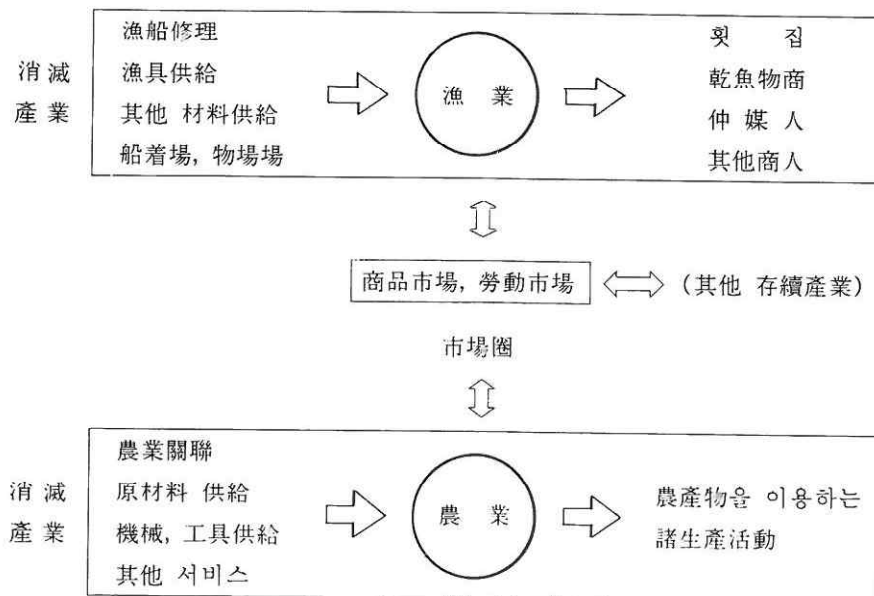 消滅
產業
漁船修理
漁具供給
其他 材料供給
船着場, 物場場
漁 業
횟 집
乾魚物商
仲 媒 人
其他商人
商品市場, 勞動市場
(其他 存續產業)
市場圈
消滅
產業
農業關聯
原材料 供給
機械, 工具供給
其他 서비스
農 業
農產物을 이용하는
諸生產活動